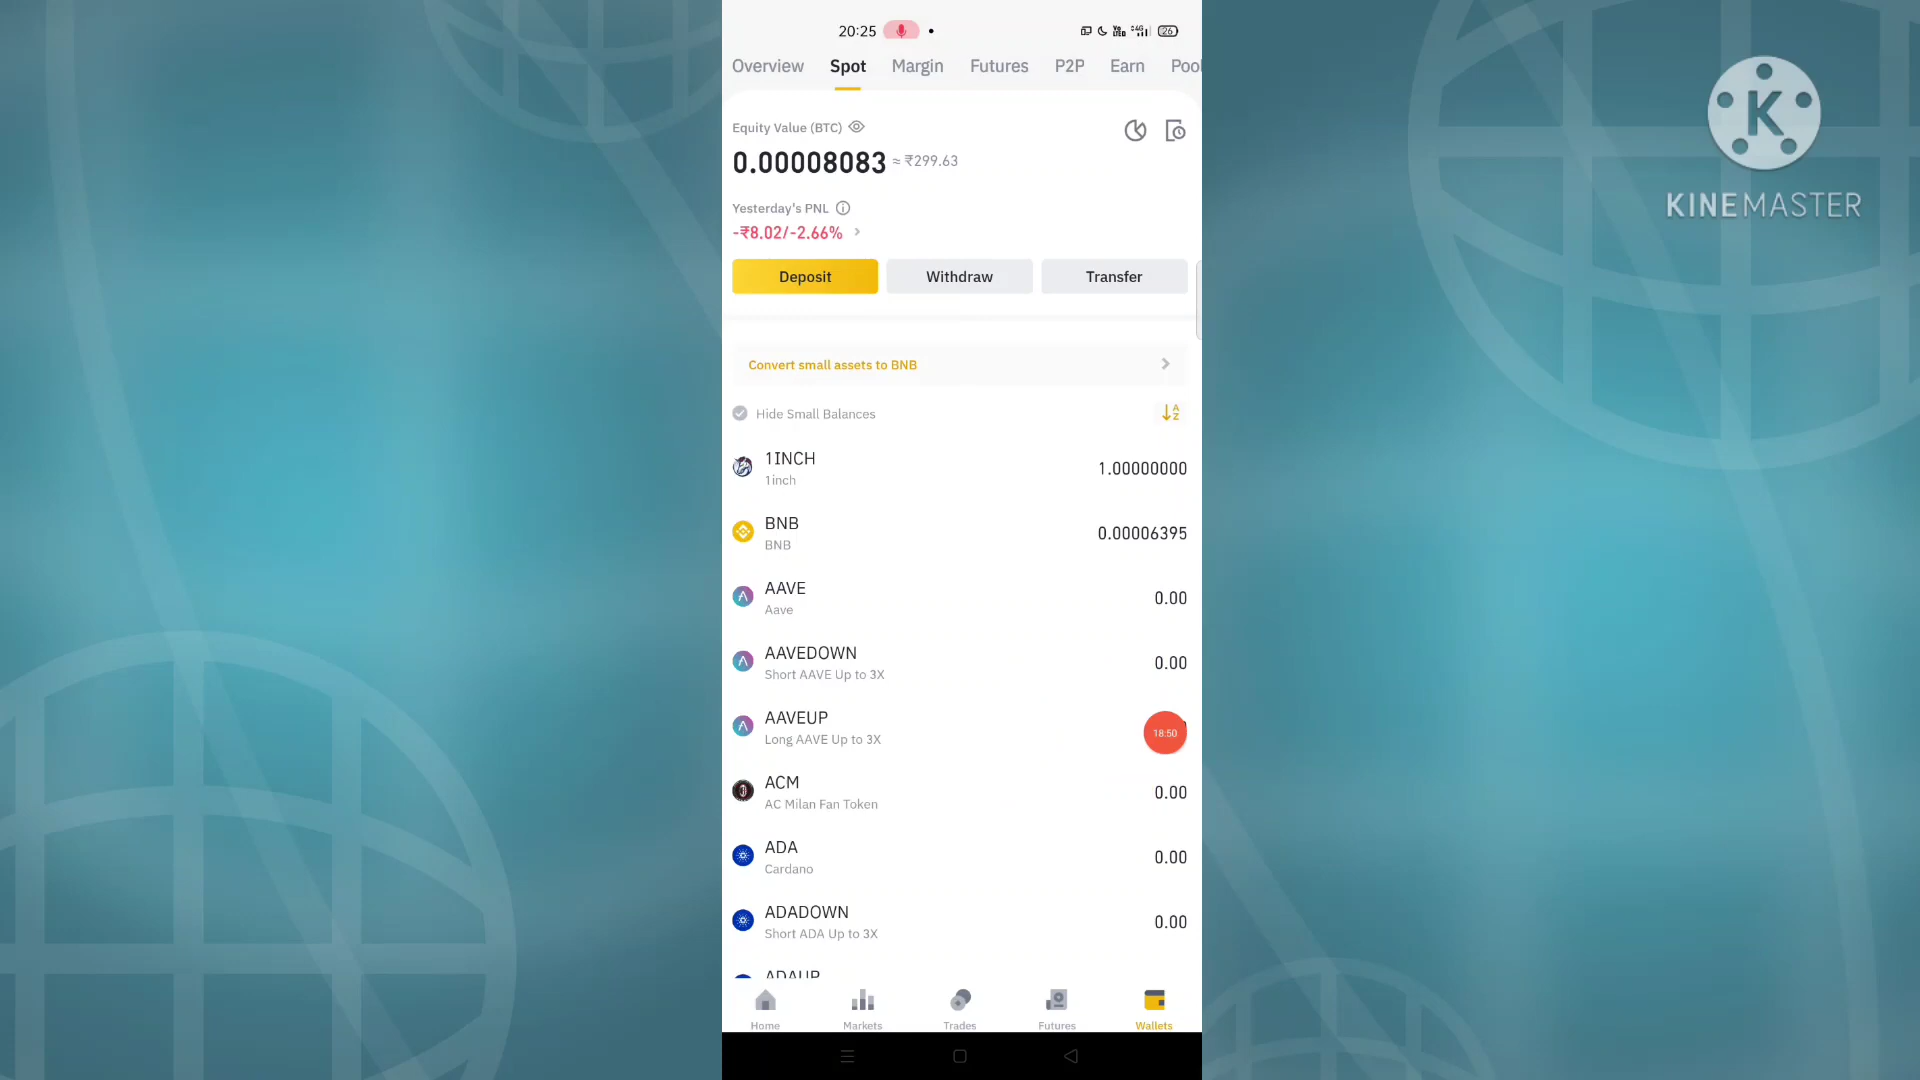 20:25
26
Overview Spot Margin Futures P2P Earn Pool
Equity Value (BTC)
0.00008083 ≈ ₹299.63
Yesterday's PNL
-₹8.02/-2.66%
Deposit Withdraw Transfer
Convert small assets to BNB
Hide Small Balances
1INCH
1.00000000
1inch
BNB
0.00006395
BNB
AAVE
0.00
Aave
AAVEDOWN
0.00
Short AAVE Up to 3X
AAVEUP
18:50
Long AAVE Up to 3X
ACM
0.00
AC Milan Fan Token
ADA
0.00
Cardano
ADADOWN
0.00
Short ADA Up to 3X
ADAUP
Home Markets Trades Futures Wallets
K
KINEMASTER